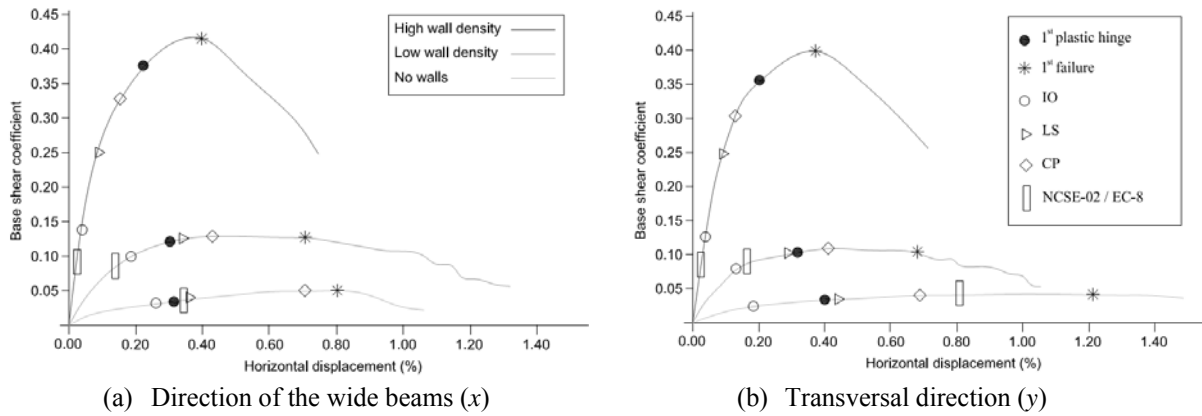 0.45
0.40
0.35
0.30
0.25
0.20
0.15
0.10
0.05
Base shear coefficient
High wall density
Low wall density
No walls
0.00 0.20 0.40 0.60 0.80 1.00 1.20 1.40
Horizontal displacement (%)
(a) Direction of the wide beams (x)
0.45
0.40
0.35
0.30
0.25
0.20
0.15
0.10
0.05
Base shear coefficient
1st plastic hinge
1st failure
IO
LS
CP
NCSE-02 / EC-8
0.00 0.20 0.40 0.60 0.80 1.00 1.20 1.40
Horizontal displacement (%)
(b) Transversal direction (y)